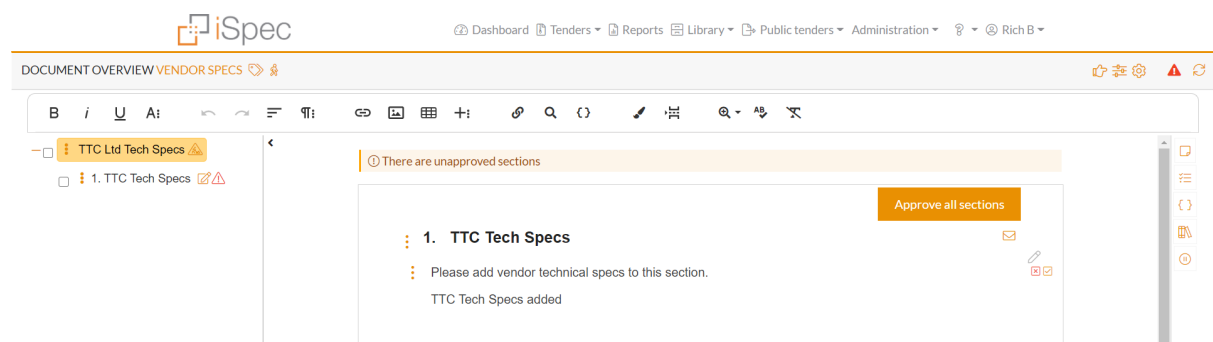 iSpec
Dashboard Tenders Reports Library Public tenders Administration ? Rich B
DOCUMENT OVERVIEW VENDOR SPECS
B i U A
TTC Ltd Tech Specs
1. TTC Tech Specs
There are unapproved sections
Approve all sections
1. TTC Tech Specs
Please add vendor technical specs to this section.
TTC Tech Specs added